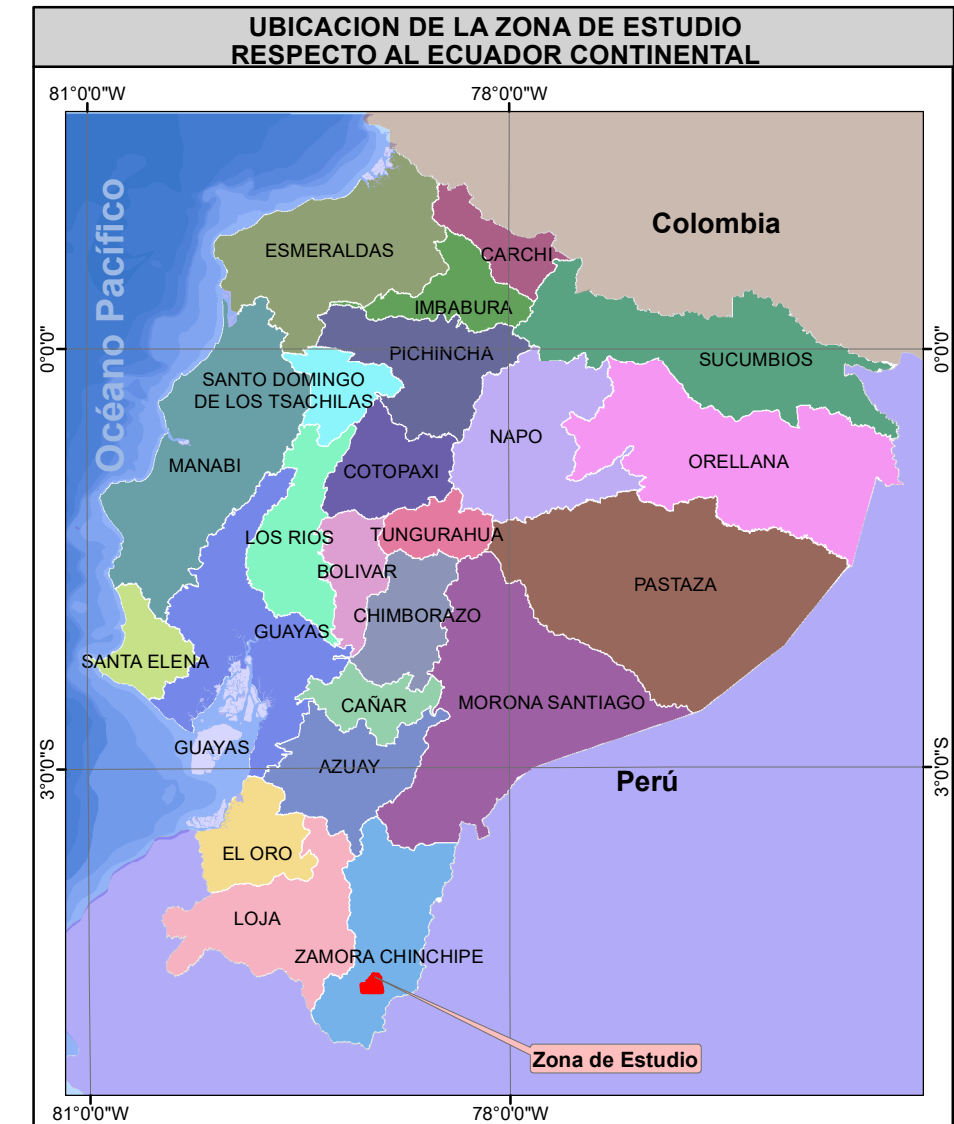 UBICACION DE LA ZONA DE ESTUDIO
RESPECTO AL ECUADOR CONTINENTAL
81°0'0"W
78°0'0"W
Océano Pacífico
Colombia
ESMERALDAS
CARCHI
IMBABURA
0°0'0"
PICHINCHA
0°0'0"
SUCUMBIOS
SANTO DOMINGO
DE LOS TSACHILAS
NAPO
MANABI
COTOPAXI
ORELLANA
LOS RIOS
TUNGURAHUA
BOLIVAR
PASTAZA
CHIMBORAZO
GUAYAS
SANTA ELENA
CAÑAR
MORONA SANTIAGO
GUAYAS
AZUAY
3°0'0"S
Perú
3°0'0"S
EL ORO
LOJA
ZAMORA CHINCHIPE
Zona de Estudio
81°0'0"W
78°0'0"W